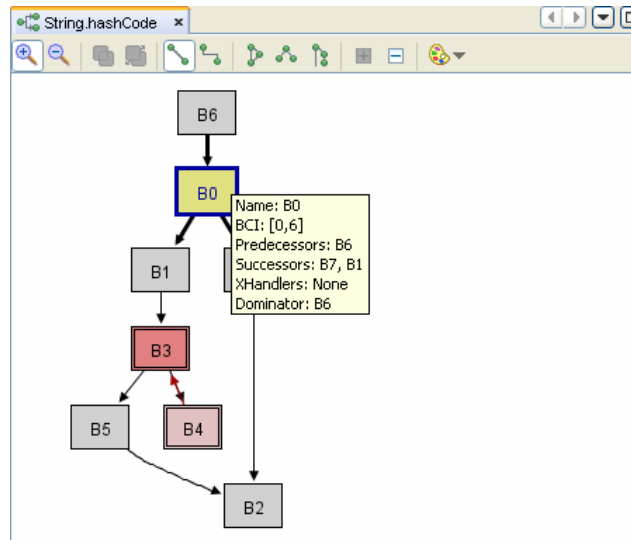 String.hashCode
B6
B0
Name: B0
BCI: [0,6]
Predecessors: B6
Successors: B7, B1
XHandlers: None
Dominator: B6
B1
B3
B5
B4
B2